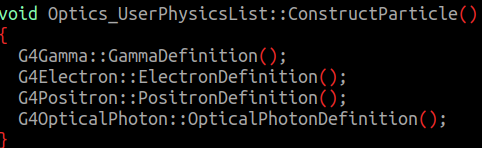 void Optics_UserPhysicsList::ConstructParticle()
{
  G4Gamma::GammaDefinition();
  G4Electron::ElectronDefinition();
  G4Positron::PositronDefinition();
  G4OpticalPhoton::OpticalPhotonDefinition();
}